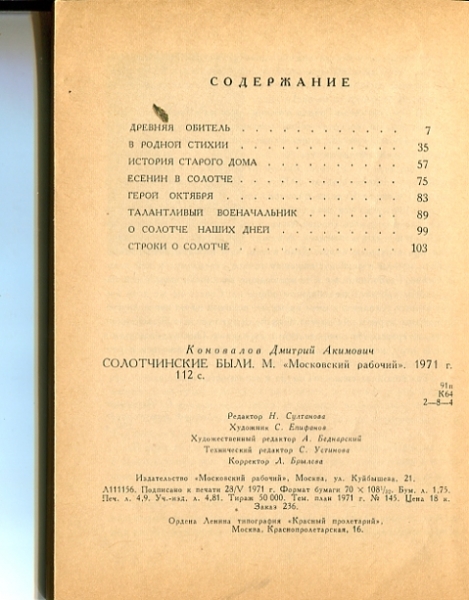 СОДЕРЖАНИЕ
ДРЕВНЯЯ ОБИТЕЛЬ . . . . . . . . . . . . 7
В РОДНОЙ СТИХИИ . . . . . . . . . . . . 35
ИСТОРИЯ СТАРОГО ДОМА . . . . . . . . . . 57
ЕСЕНИН В СОЛОТЧЕ . . . . . . . . . . . . 75
ГЕРОЙ ОКТЯБРЯ . . . . . . . . . . . . . 83
ТАЛАНТЛИВЫЙ ВОЕНАЧАЛЬНИК . . . . . . . 89
О СОЛОТЧЕ НАШИХ ДНЕЙ . . . . . . . . . 99
СТРОКИ О СОЛОТЧЕ . . . . . . . . . . . . 103
Коновалов Дмитрий Акимович
СОЛОТЧИНСКИЕ БЫЛИ. М. «Московский рабочий». 1971 г.
112 с.
91и
К64
2—8—4
Редактор Н. Султанова
Художник С. Епифанов
Художественный редактор А. Беднарский
Технический редактор С. Устинова
Корректор Л. Брылева
Издательство «Московский рабочий», Москва, ул. Куйбышева, 21.
Л111156. Подписано к печати 28/V 1971 г. Формат бумаги 70 × 108¹/₃₂. Бум. л. 1,75.
Печ. л. 4,9. Уч.-изд. л. 4,81. Тираж 50 000. Тем. план 1971 г. № 145. Цена 18 к.
Заказ 236.
Ордена Ленина типография «Красный пролетарий».
Москва, Краснопролетарская, 16.